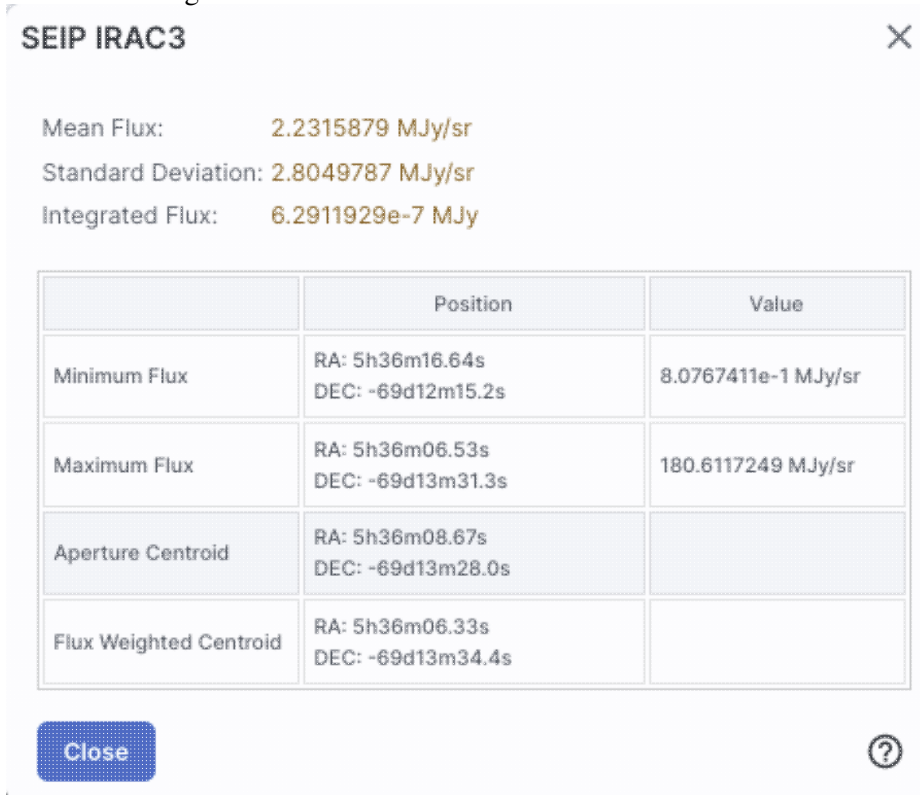 SEIP IRAC3
Mean Flux: 2.2315879 MJy/sr
Standard Deviation: 2.8049787 MJy/sr
Integrated Flux: 6.2911929e-7 MJy
Position Value
Minimum Flux RA: 5h36m16.64s DEC: -69d12m15.2s 8.0767411e-1 MJy/sr
Maximum Flux RA: 5h36m06.53s DEC: -69d13m31.3s 180.6117249 MJy/sr
Aperture Centroid RA: 5h36m08.67s DEC: -69d13m28.0s
Flux Weighted Centroid RA: 5h36m06.33s DEC: -69d13m34.4s
Close